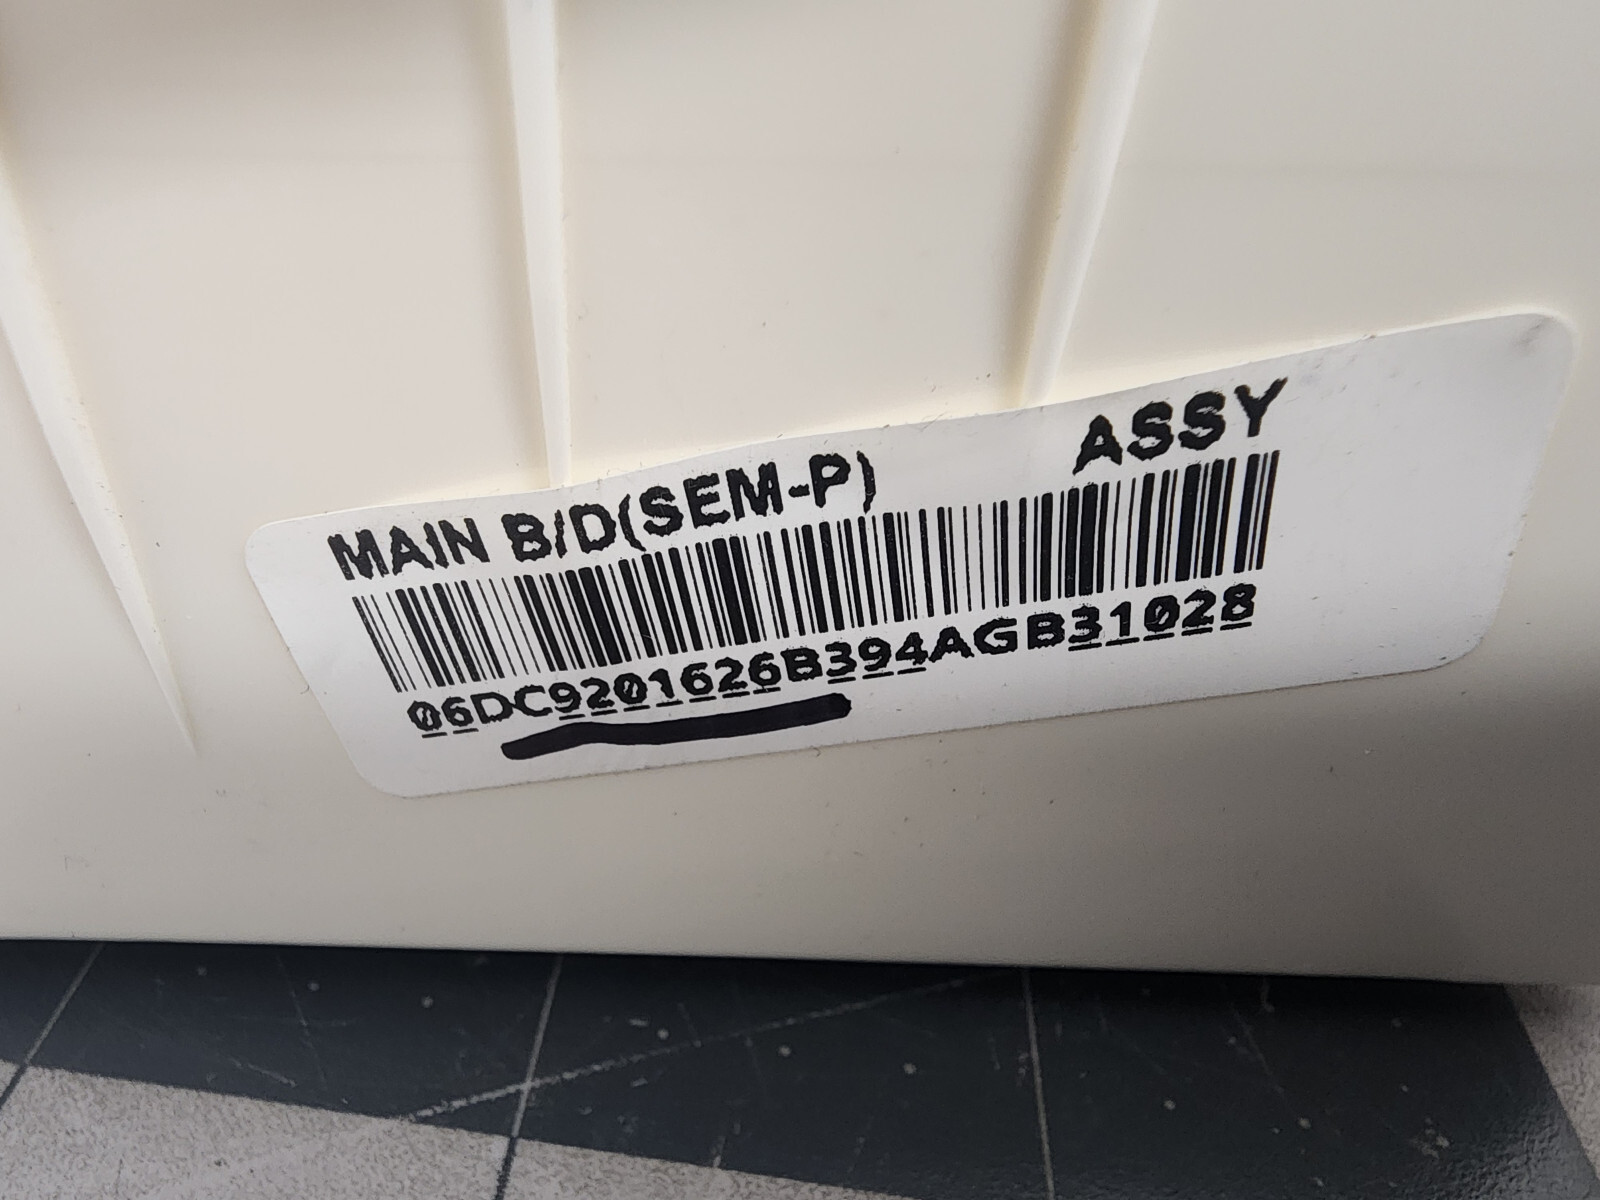 MAIN B/D(SEM-P) ASSY
06DC9201626B394AGB31028